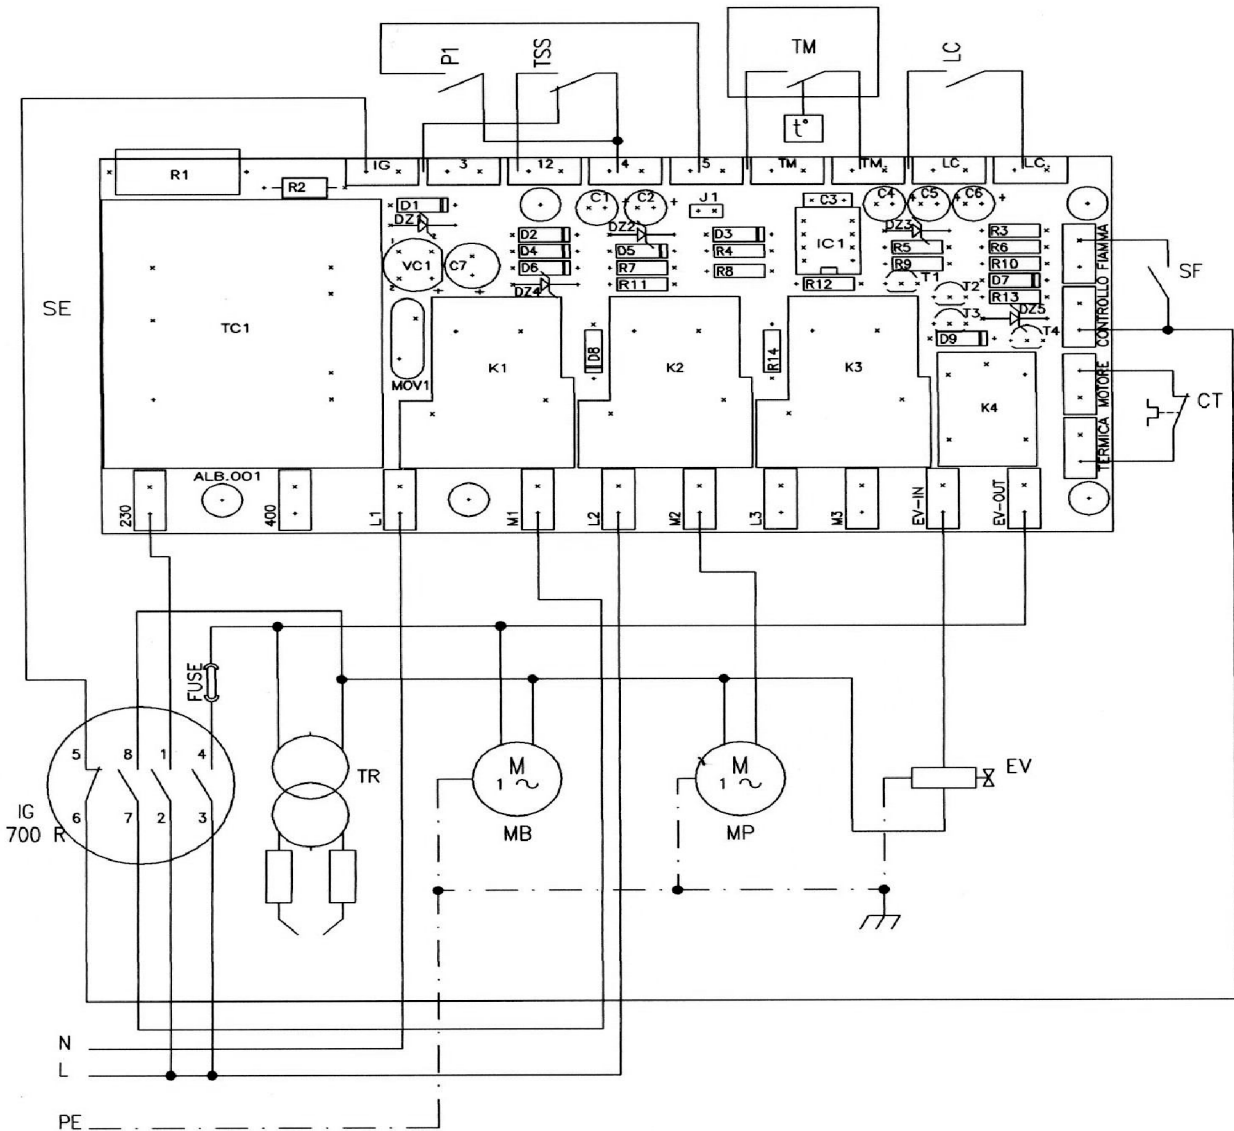 P1
TSS
TM
LC
t°
R1
R2
IG
3
12
4
5
TM
TM
LC
LC
D1
DZ1
C1
C2
J1
C3
C4
C5
C6
VC1
C7
D2
DZ2
D3
DZ3
R3
D4
D5
R4
IC1
R5
R6
D6
R7
R8
R9
R10
DZ4
R11
R12
T1
D7
T2
R13
T3
DZ5
T4
D9
CONTROLLO FIAMMA
SF
SE
TC1
MOV1
K1
D8
K2
R14
K3
K4
TERMICA MOTORE
CT
ALB.001
230
400
L1
M1
L2
M2
L3
M3
EV-IN
EV-OUT
FUSE
5
8
1
4
6
7
2
3
IG
700 R
TR
M
1
MB
M
1
MP
EV
N
L
PE